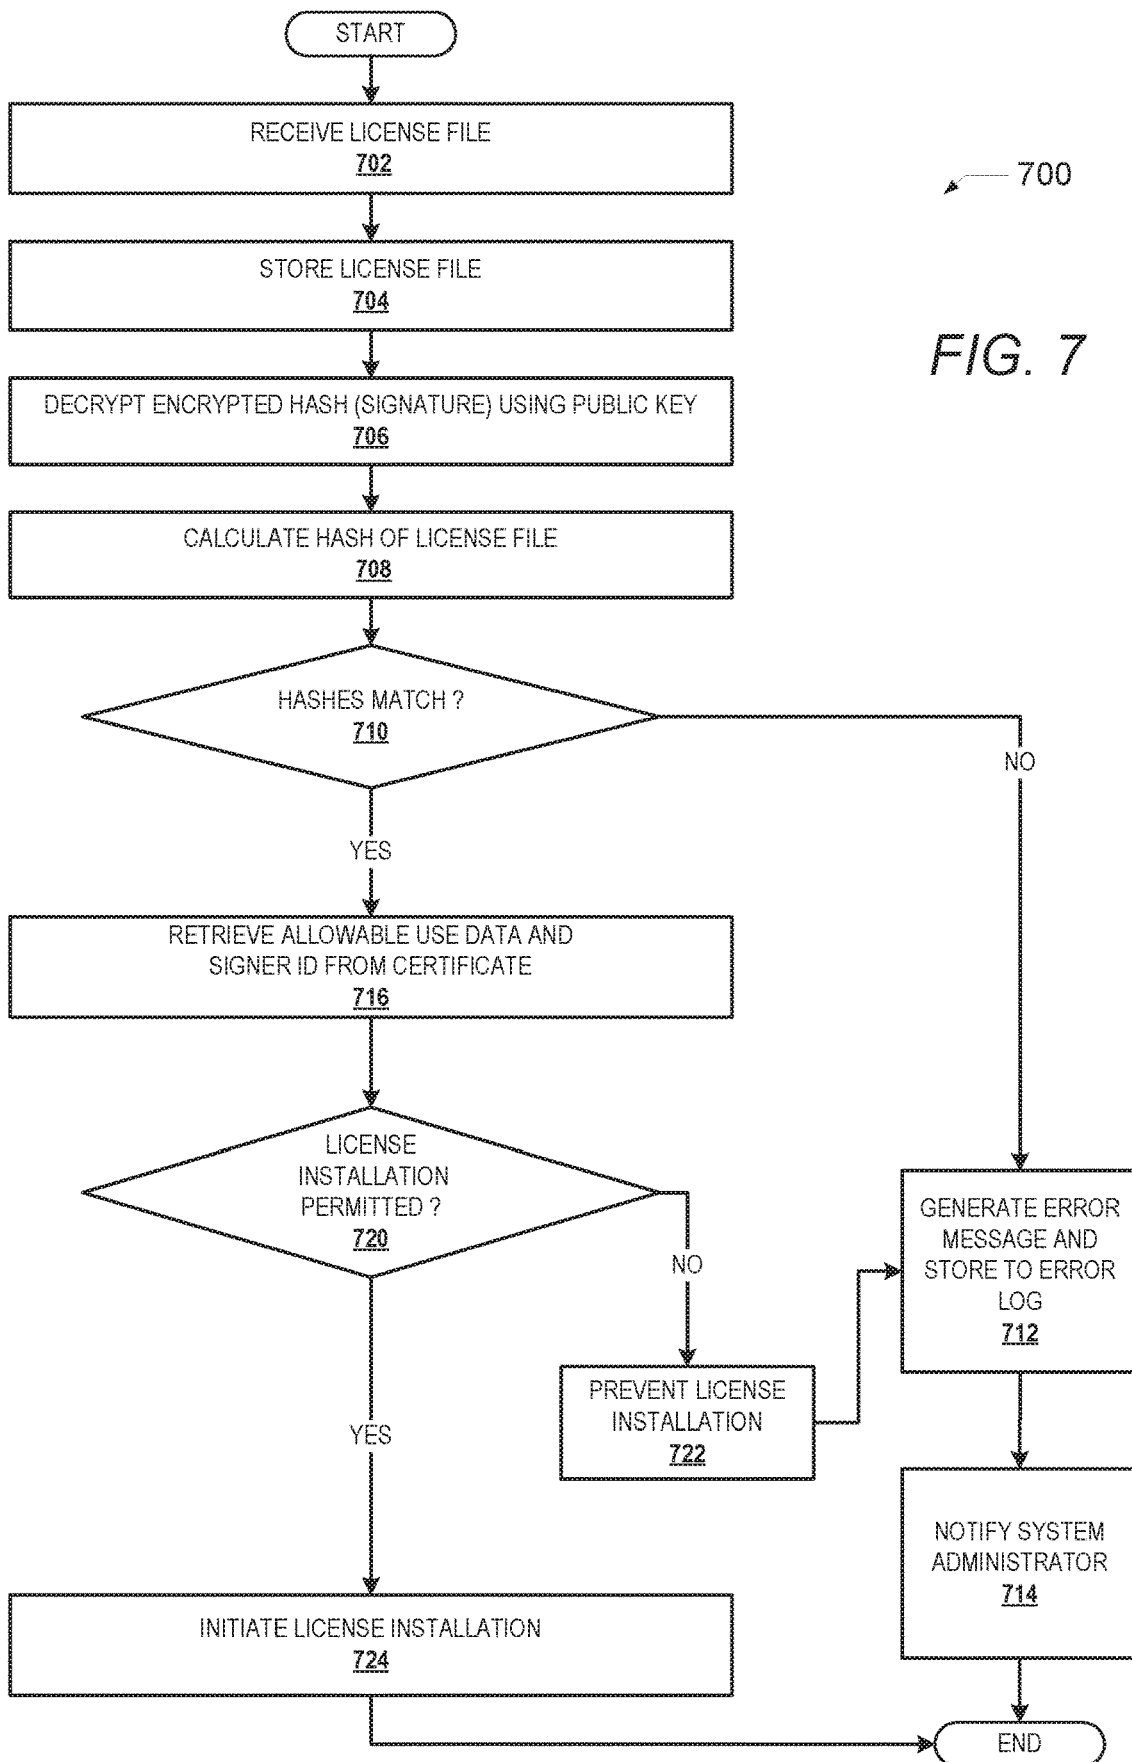 START
RECEIVE LICENSE FILE
702
700
STORE LICENSE FILE
704
FIG. 7
DECRYPT ENCRYPTED HASH (SIGNATURE) USING PUBLIC KEY
706
CALCULATE HASH OF LICENSE FILE
708
HASHES MATCH ?
710
NO
YES
RETRIEVE ALLOWABLE USE DATA AND
SIGNER ID FROM CERTIFICATE
716
LICENSE
INSTALLATION
PERMITTED ?
720
NO
GENERATE ERROR
MESSAGE AND
STORE TO ERROR
LOG
712
PREVENT LICENSE
INSTALLATION
722
YES
NOTIFY SYSTEM
ADMINISTRATOR
714
INITIATE LICENSE INSTALLATION
724
END